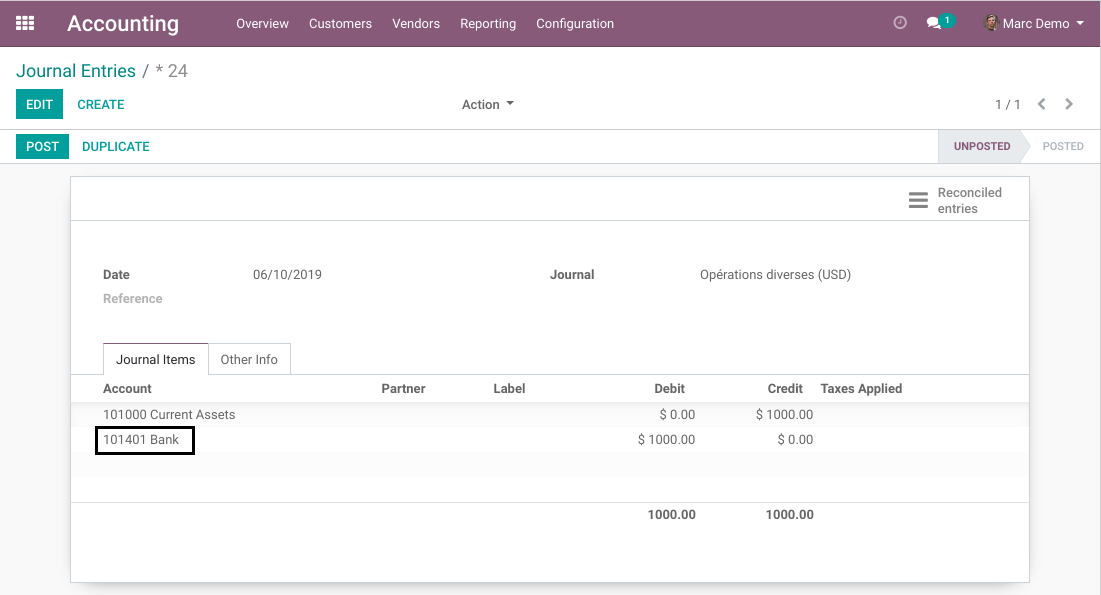 Accounting Overview Customers Vendors Reporting Configuration 1 Marc Demo
Journal Entries / * 24
EDIT CREATE Action 1 / 1
POST DUPLICATE UNPOSTED POSTED
Reconciled
entries
Date 06/10/2019 Journal Opérations diverses (USD)
Reference
Journal Items Other Info
Account Partner Label Debit Credit Taxes Applied
101000 Current Assets $ 0.00 $ 1000.00
101401 Bank $ 1000.00 $ 0.00
1000.00 1000.00